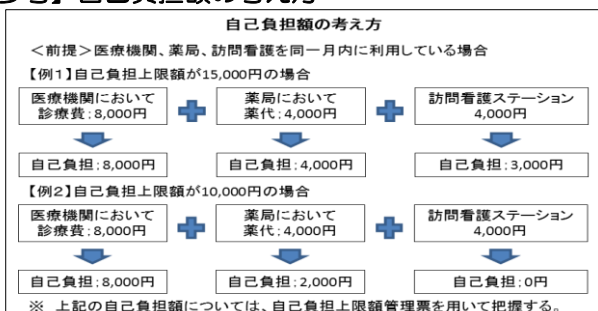 自己負担額の考え方
＜前提＞医療機関、薬局、訪問看護を同一月内に利用している場合
【例１】自己負担上限額が15,000円の場合
医療機関において
診療費：8,000円
薬局において
薬代：4,000円
訪問看護ステーション
4,000円
自己負担：8,000円
自己負担：4,000円
自己負担：3,000円
【例２】自己負担上限額が10,000円の場合
医療機関において
診療費：8,000円
薬局において
薬代：4,000円
訪問看護ステーション
4,000円
自己負担：8,000円
自己負担：2,000円
自己負担：0円
※　上記の自己負担額については、自己負担上限額管理票を用いて把握する。